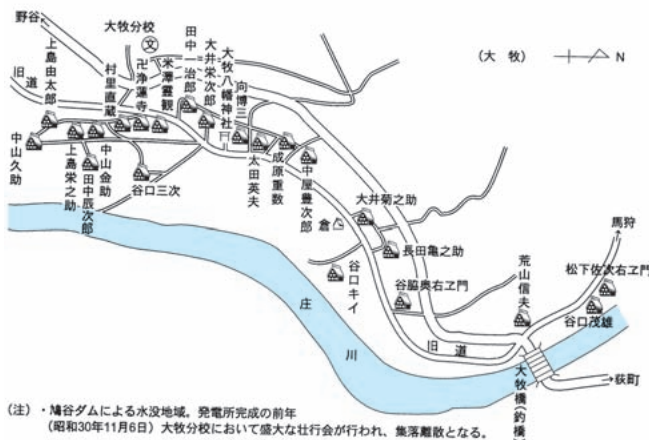 野谷
大牧分校
文
(大牧)
N
旧道
上島由太郎
村里直蔵
卍浄蓮寺
米澤霊観
田中一治郎
大井栄次郎
大牧八幡神社
向博三
中山久助
上島栄之助
田中辰次郎
中山金助
谷口三次
太田英夫
成原重数
中屋豊次郎
大井菊之助
倉
長田亀之助
谷口キイ
谷脇奥右ヱ門
荒山信夫
馬狩
松下佐次右ヱ門
谷口茂雄
庄川
旧道
大牧橋(釣橋
荻町
(注)・鳩谷ダムによる水没地域。発電所完成の前年
(昭和30年11月6日)大牧分校において盛大な壮行会が行われ、集落離散となる。